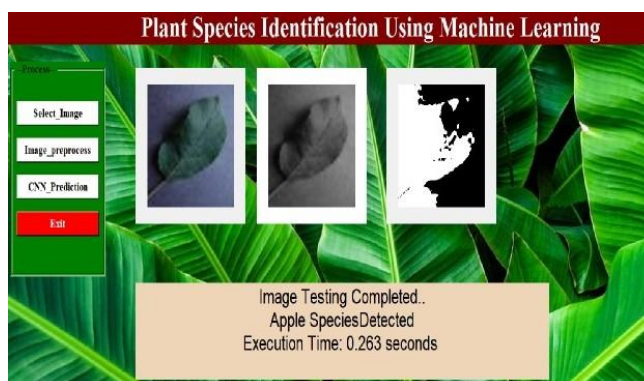 Plant Species Identification Using Machine Learning
Process
Select_Image
Image_preprocess
CNN_Prediction
Exit
Image Testing Completed..
Apple SpeciesDetected
Execution Time: 0.263 seconds